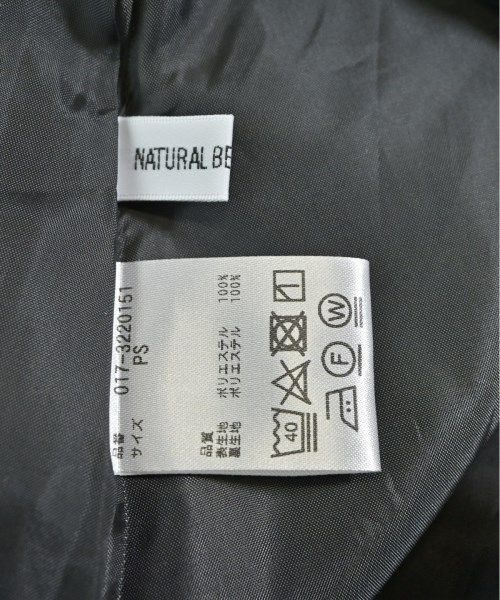 NATURAL BE
品番 017-3220151
サイズ PS
品質
表生地 ポリエステル 100%
裏生地 ポリエステル 100%
40
F
W